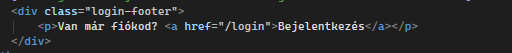 <div class="login-footer">
<p>Van már fiókod? <a href="/login">Bejelentkezés</a></p>
</div>